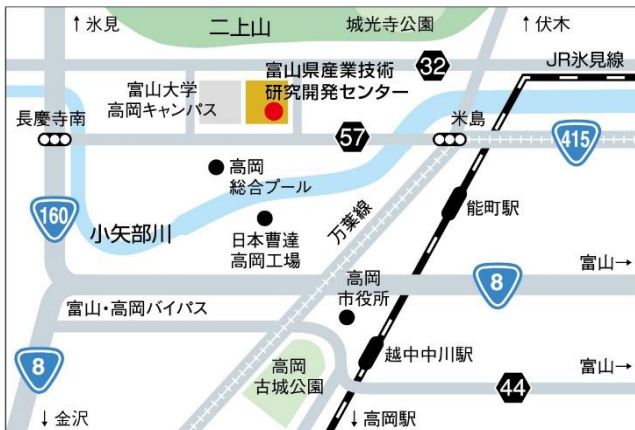 ↑氷見
二上山
城光寺公園
↑伏木
32
JR氷見線
富山大学
高岡キャンパス
富山県産業技術
研究開発センター
長慶寺南
57
米島
415
高岡
総合プール
160
小矢部川
日本曹達
高岡工場
万葉線
能町駅
高岡
市役所
8
富山→
富山・高岡バイパス
8
高岡
古城公園
越中中川駅
富山→
44
↓金沢
↓高岡駅